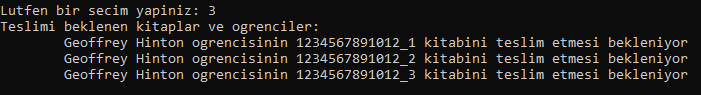 Lutfen bir secim yapiniz: 3
Teslimi beklenen kitaplar ve ogrenciler:
Geoffrey Hinton ogrencisinin 1234567891012_1 kitabini teslim etmesi bekleniyor
Geoffrey Hinton ogrencisinin 1234567891012_2 kitabini teslim etmesi bekleniyor
Geoffrey Hinton ogrencisinin 1234567891012_3 kitabini teslim etmesi bekleniyor